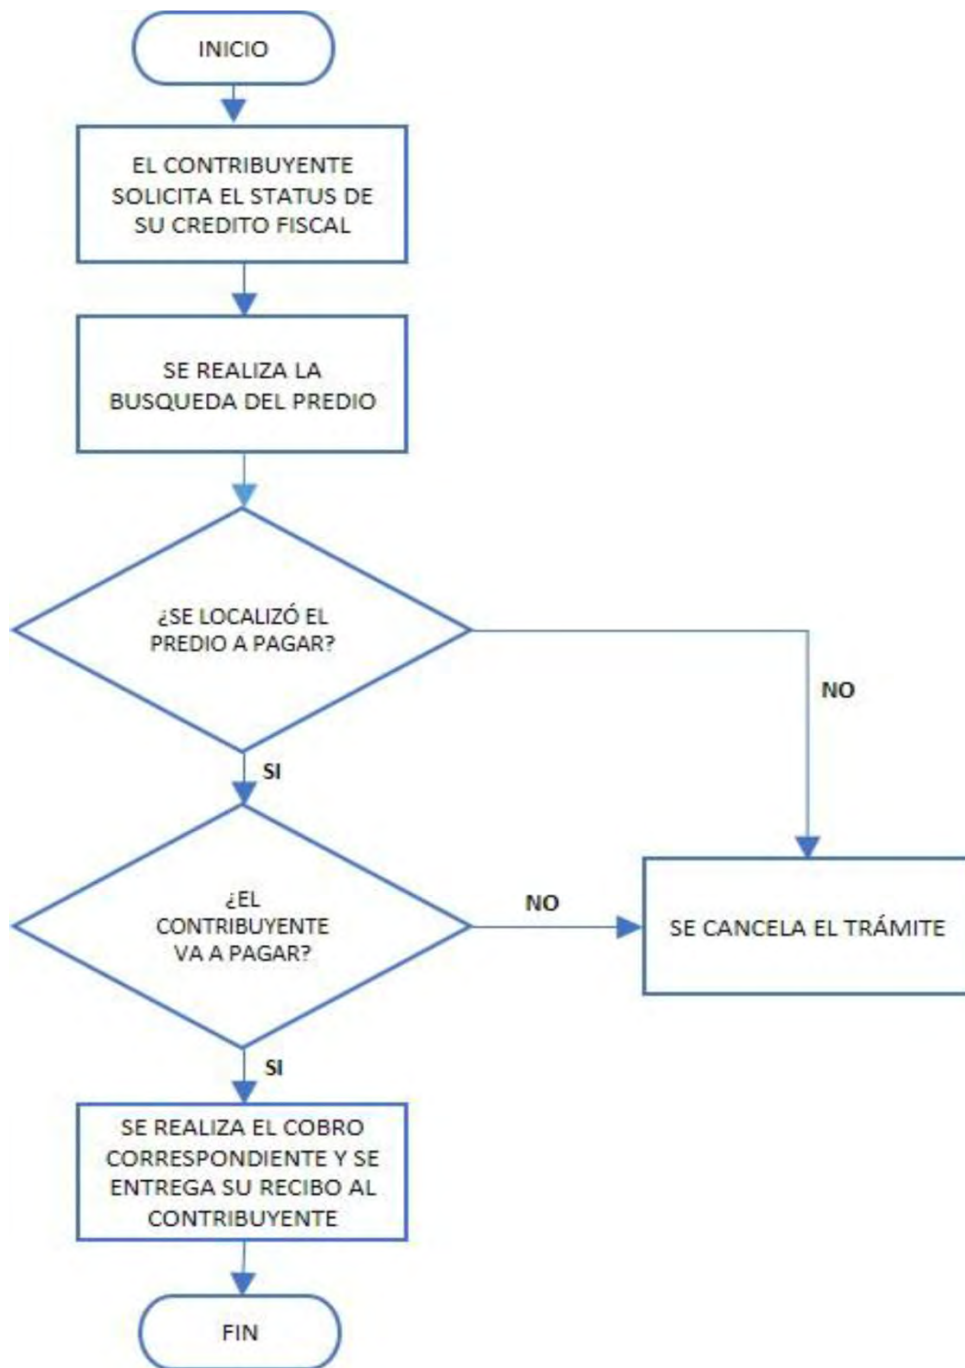 INICIO
EL CONTRIBUYENTE
SOLICITA EL STATUS DE
SU CREDITO FISCAL
SE REALIZA LA
BUSQUEDA DEL PREDIO
¿SE LOCALIZÓ EL
PREDIO A PAGAR?
NO
SI
¿EL
CONTRIBUYENTE
VA A PAGAR?
NO
SE CANCELA EL TRÁMITE
SI
SE REALIZA EL COBRO
CORRESPONDIENTE Y SE
ENTREGA SU RECIBO AL
CONTRIBUYENTE
FIN